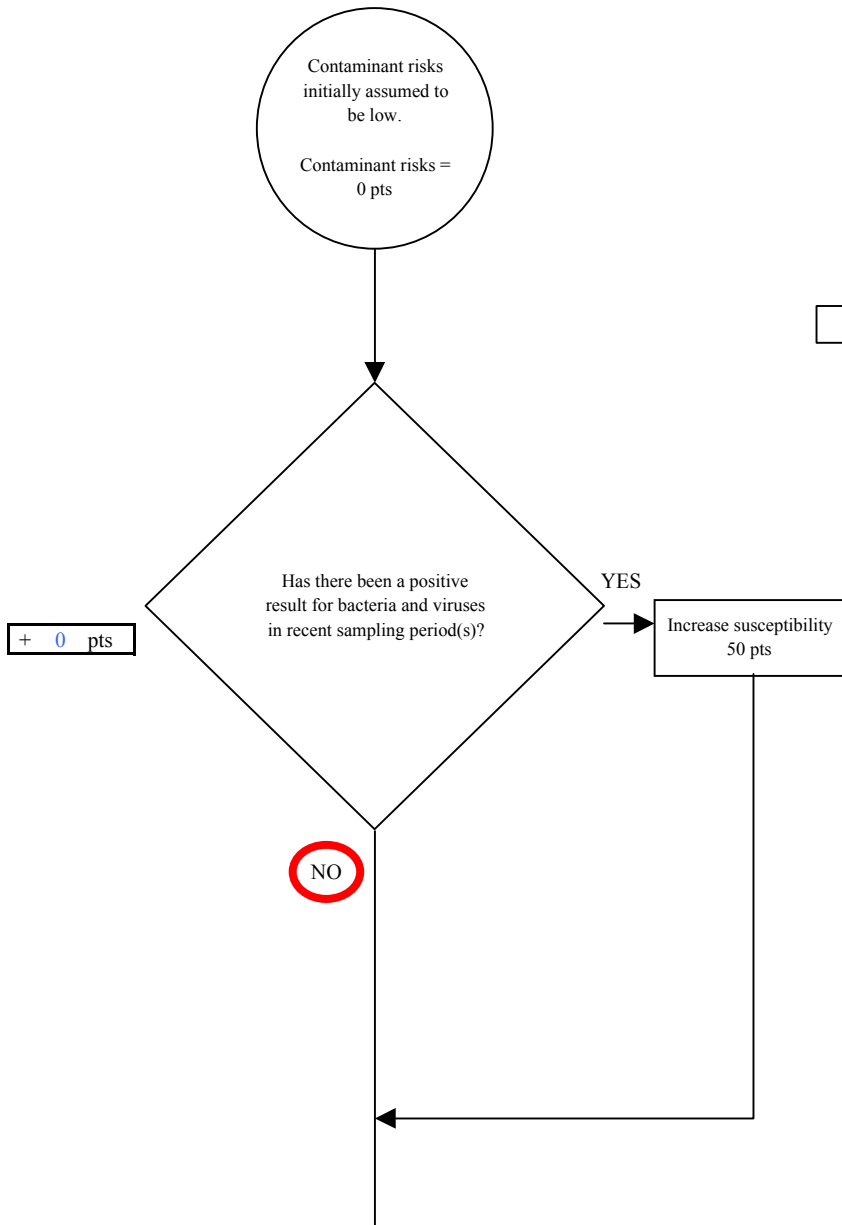 Contaminant risks
initially assumed to
be low.
Contaminant risks =
0 pts
Has there been a positive
result for bacteria and viruses
in recent sampling period(s)?
YES
Increase susceptibility
50 pts
+ 0 pts
NO